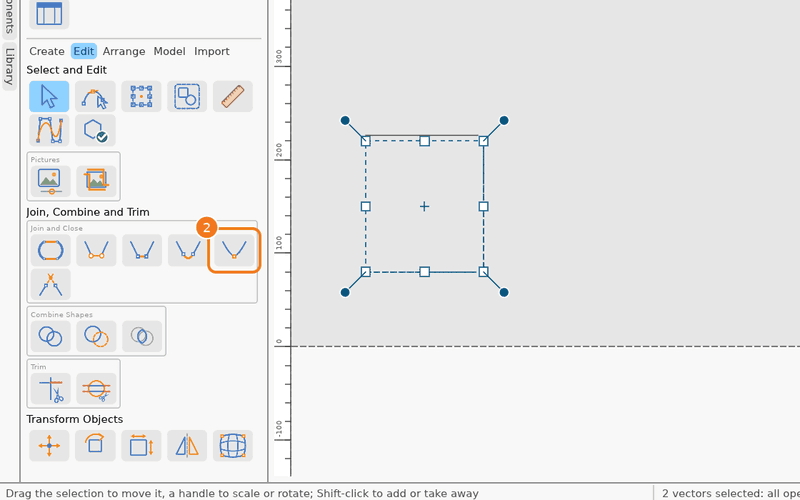 Library
Create Edit Arrange Model Import
Select and Edit
Pictures
Join, Combine and Trim
Join and Close
2
Combine Shapes
Trim
Transform Objects
300
200
100
0
-100
Drag the selection to move it, a handle to scale or rotate; Shift-click to add or take away
2 vectors selected: all